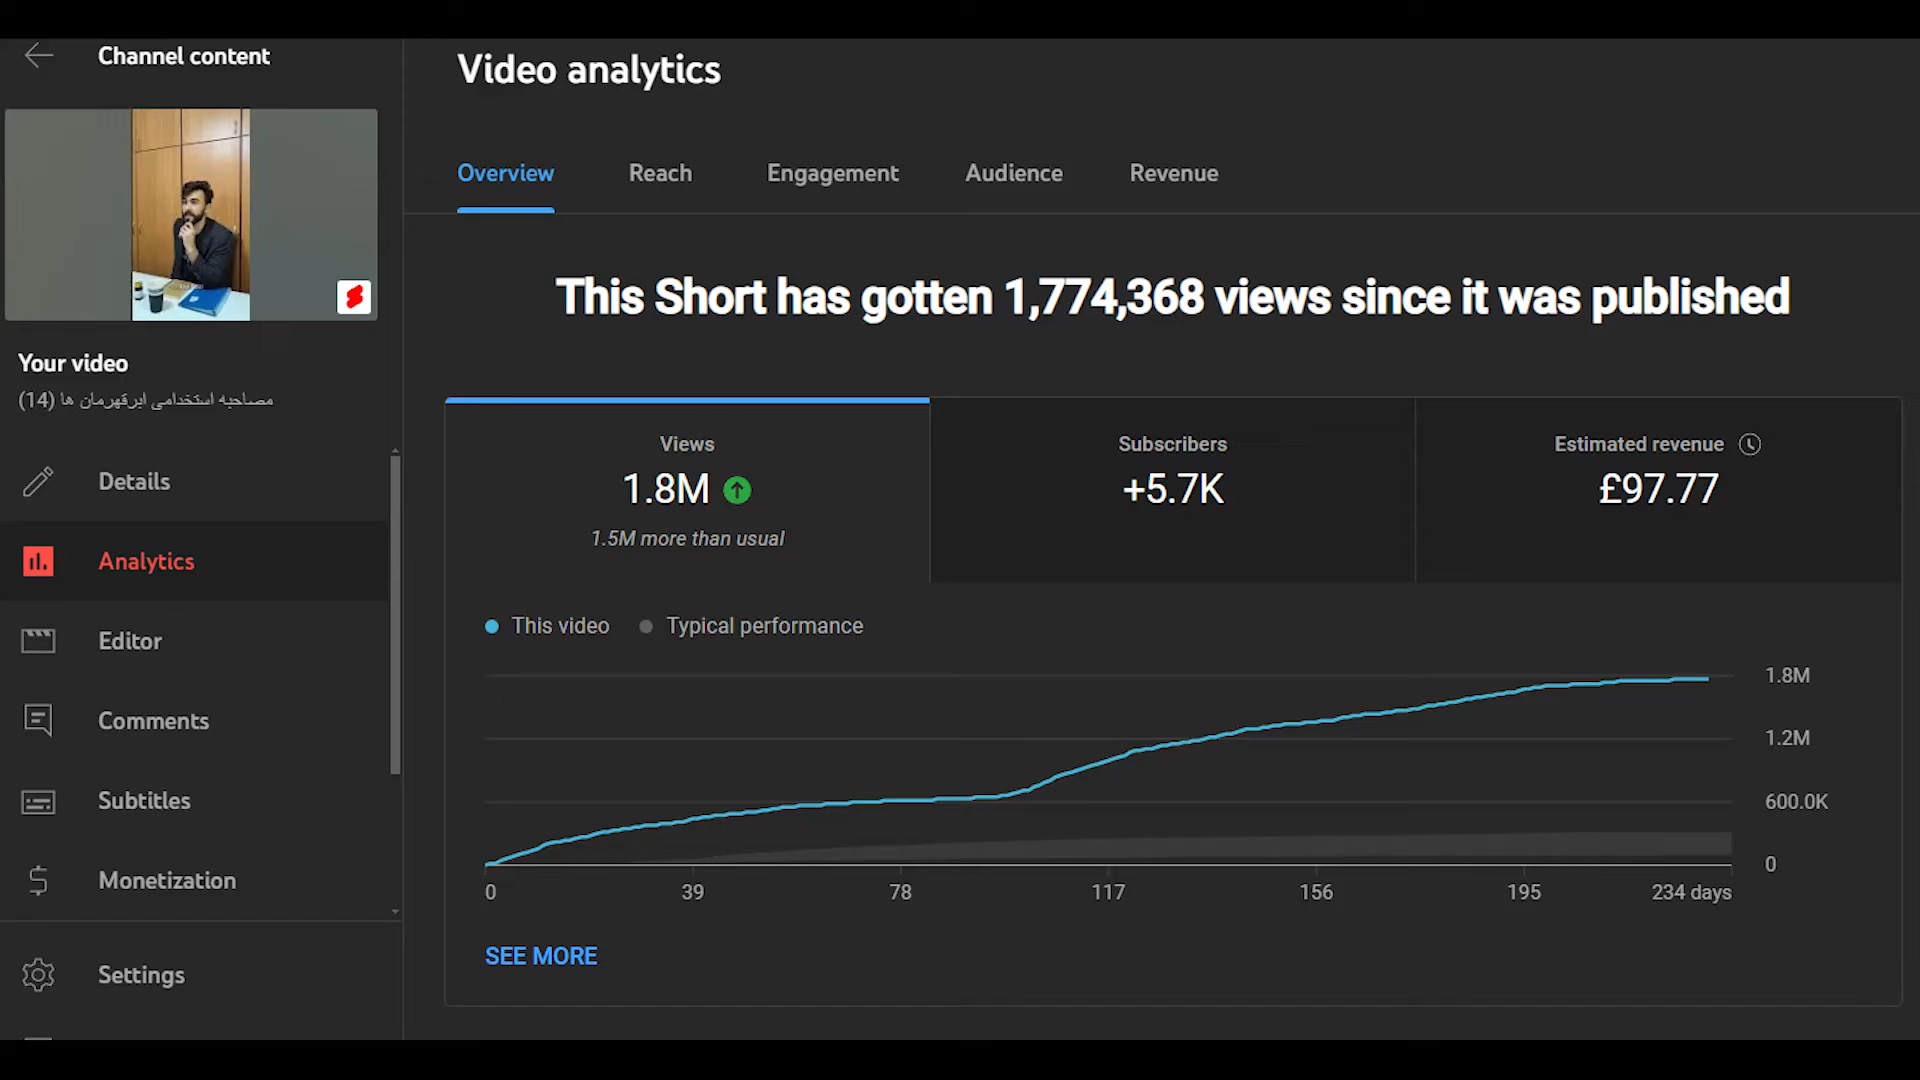 Channel content
Your video
مصاحبه استخدامی ابرقهرمان ها (14)
Details
Analytics
Editor
Comments
Subtitles
Monetization
Settings
Video analytics
Overview Reach Engagement Audience Revenue
This Short has gotten 1,774,368 views since it was published
Views
1.8M
1.5M more than usual
Subscribers
+5.7K
Estimated revenue
£97.77
This video Typical performance
1.8M
1.2M
600.0K
0
0 39 78 117 156 195 234 days
SEE MORE